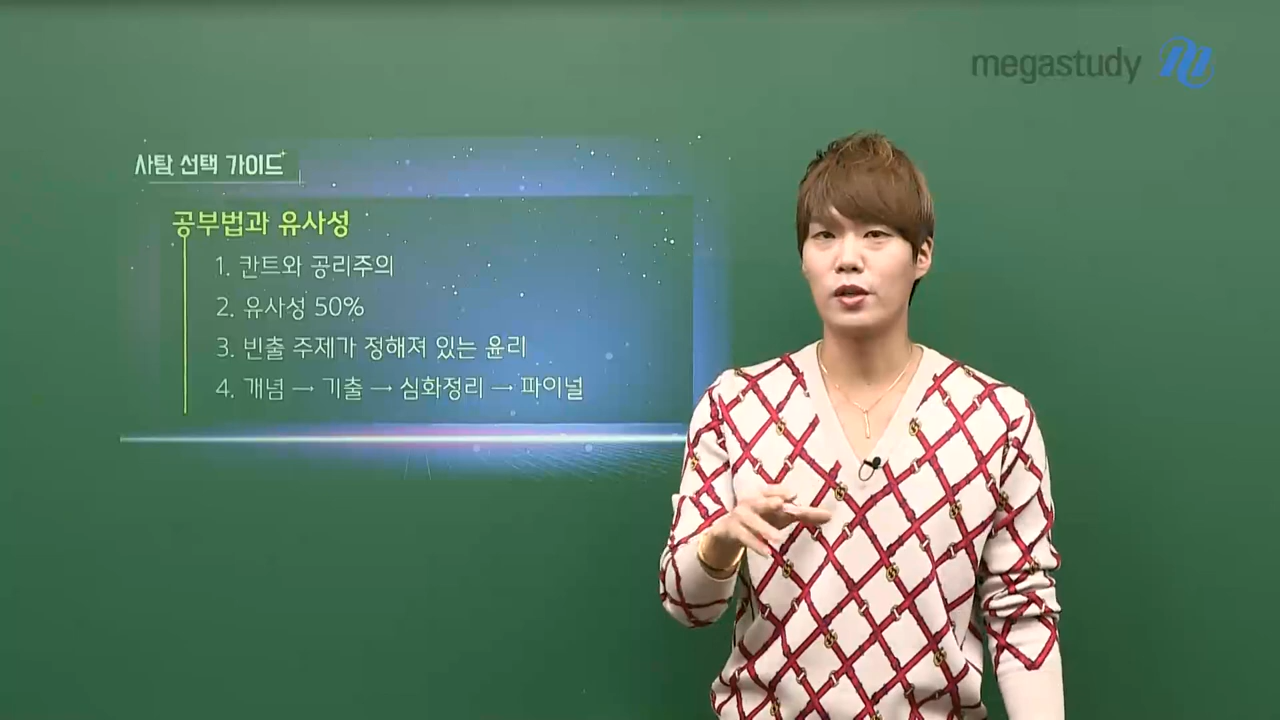 megastudy
사탐 선택 가이드
공부법과 유사성
1. 칸트와 공리주의
2. 유사성 50%
3. 빈출 주제가 정해져 있는 윤리
4. 개념 → 기출 → 심화정리 → 파이널